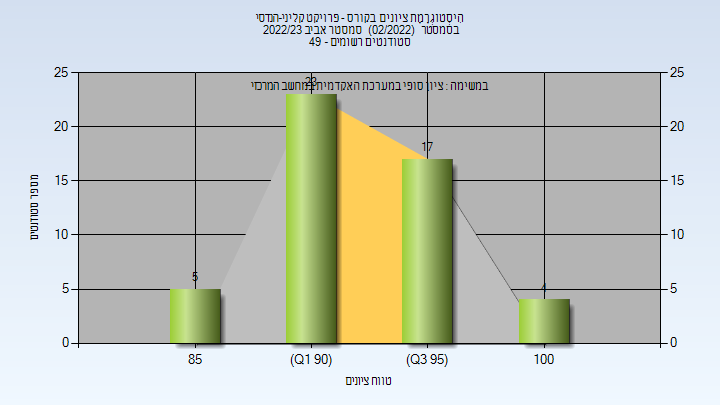 היסטוגרמת ציונים בקורס - פרויקט קליני-הנדסי
בסמסטר (02/2022) סמסטר אביב 2022/23
סטודנטים רשומים - 49
במשימה : ציון סופי במערכת האקדמית במחשב המרכזי
25 25
20 20
15 15
10 10
5 5
0 0
23
17
5
4
מספר סטודנטים
85 (Q1 90) (Q3 95) 100
טווח ציונים